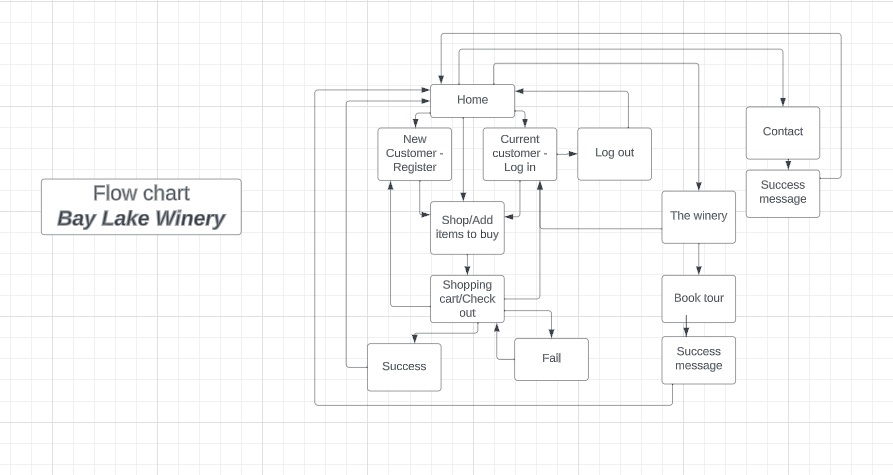 Flow chart
Bay Lake Winery
Home
New
Customer -
Register
Current
customer -
Log in
Log out
Contact
Success
message
Shop/Add
items to buy
The winery
Shopping
cart/Check
out
Book tour
Success
Fail
Success
message